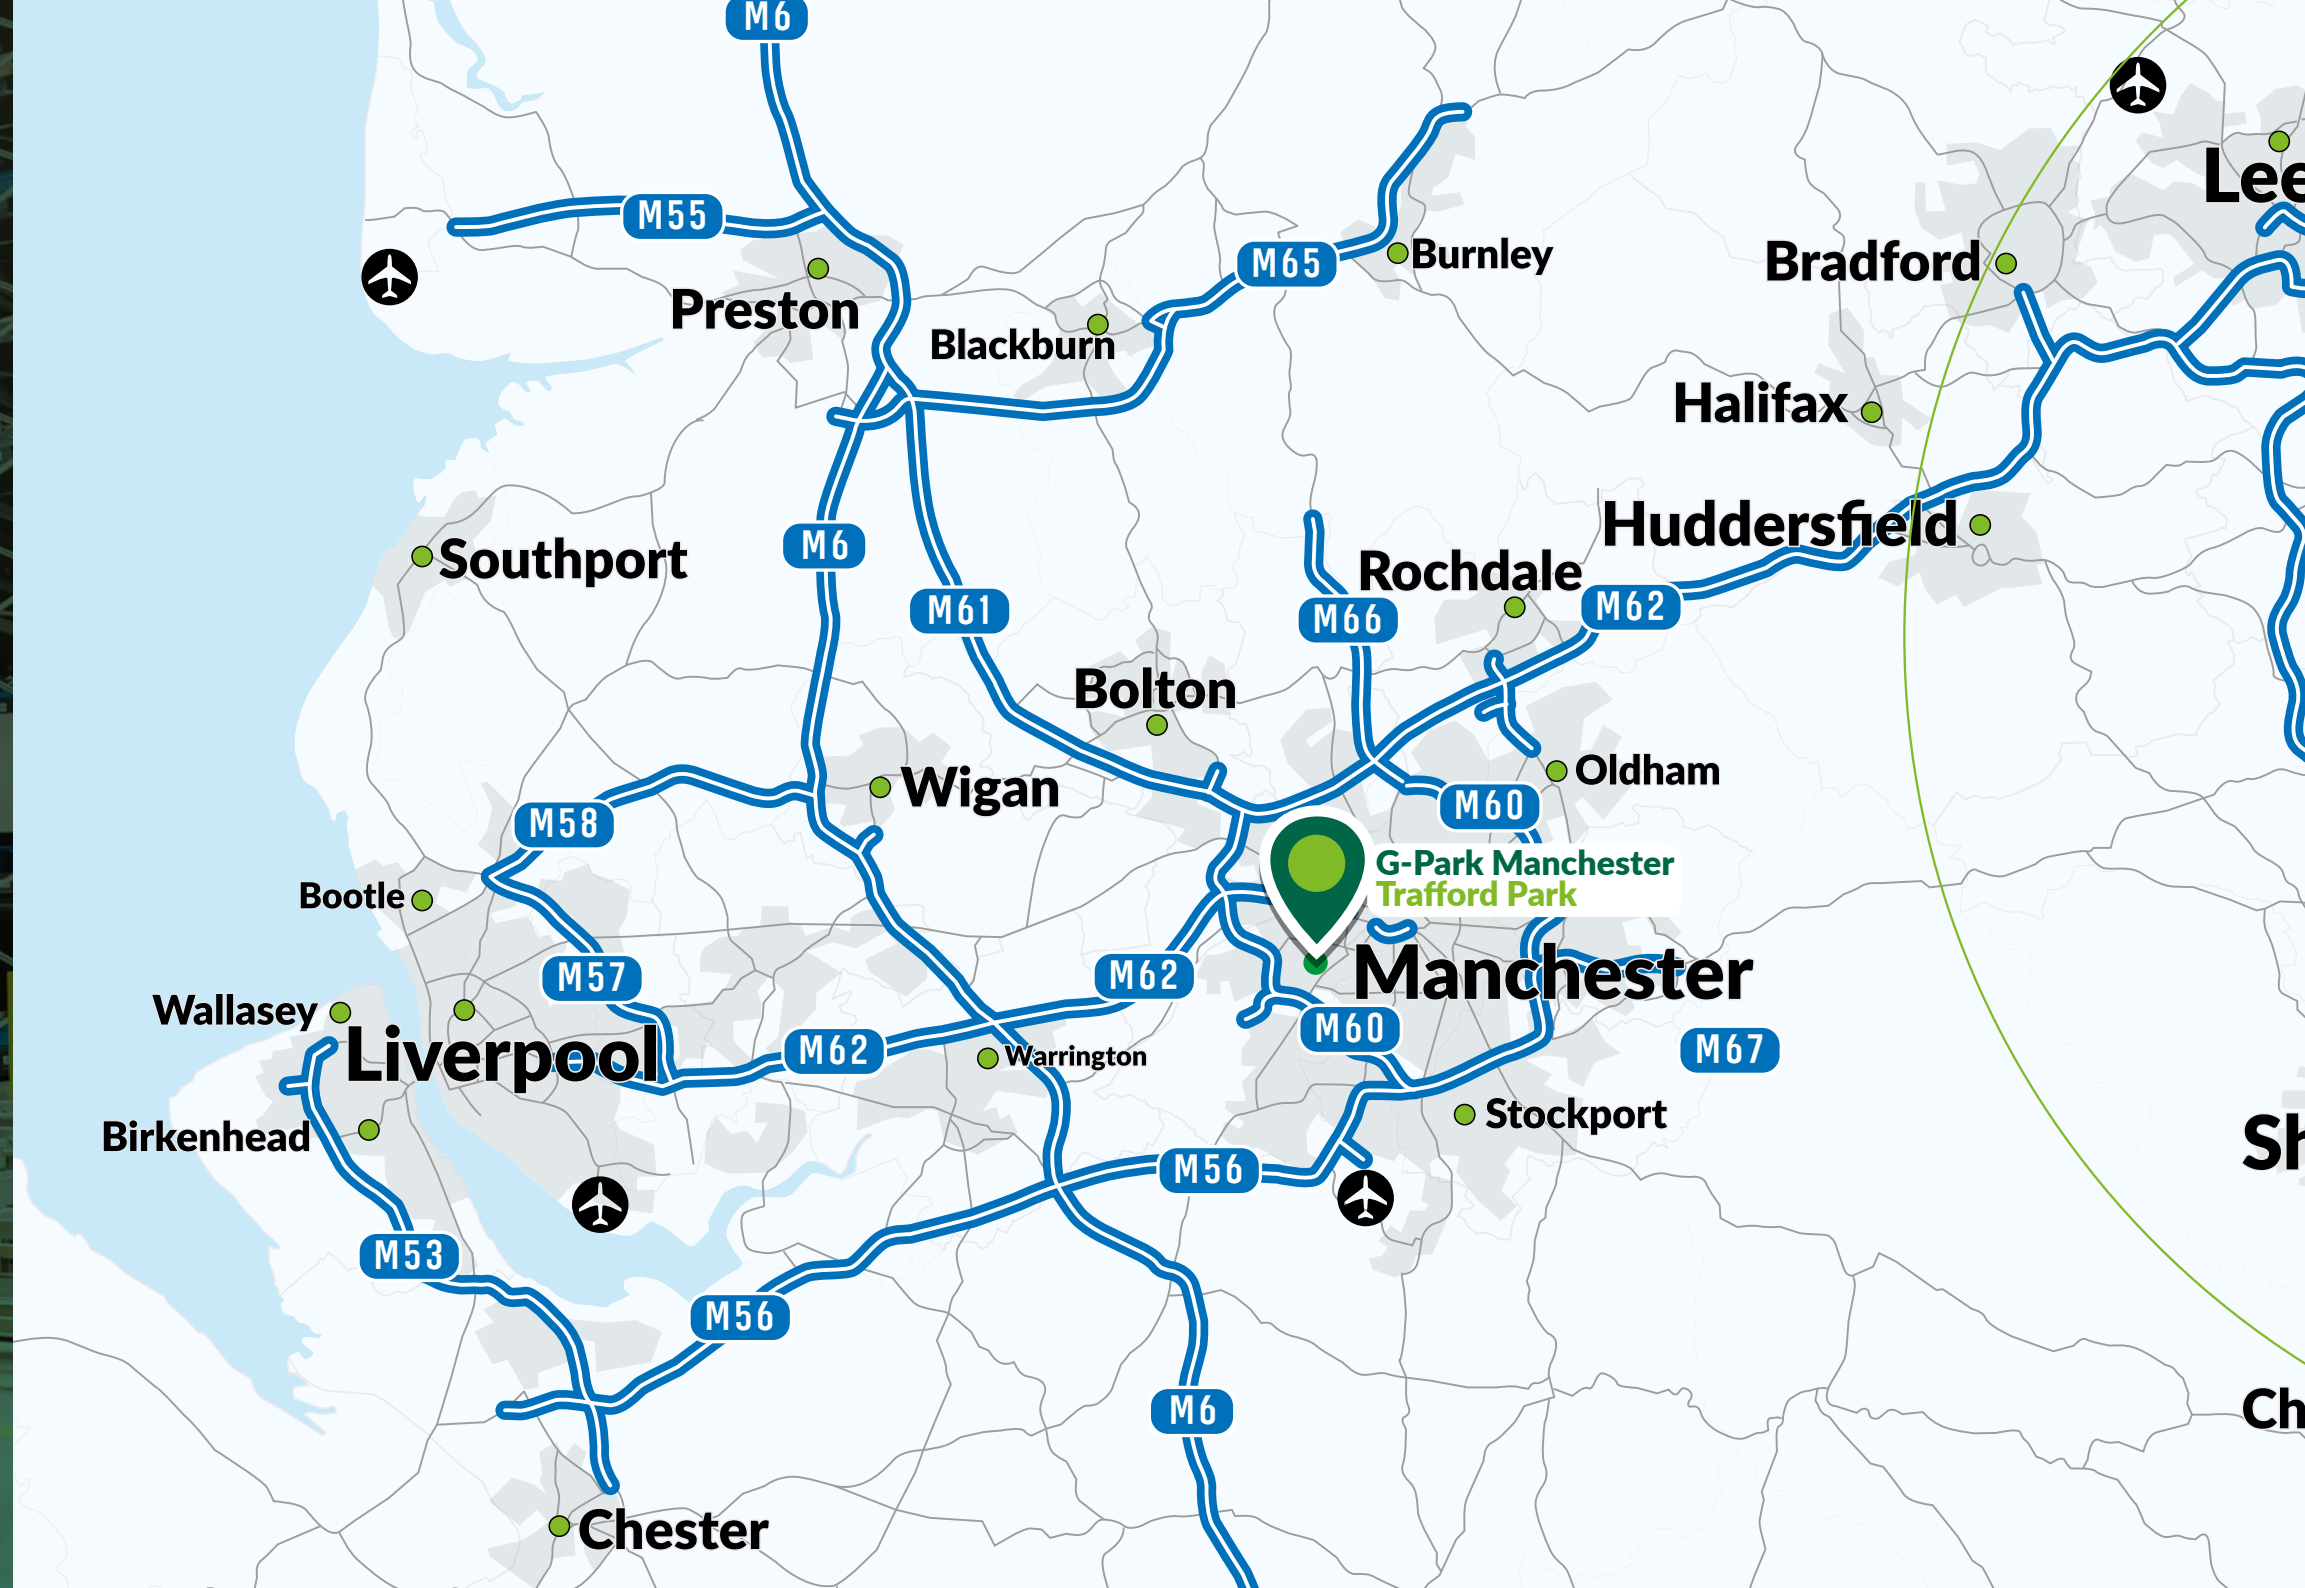 M6
M55
Lee
M65
Burnley
Bradford
Preston
Blackburn
Halifax
Huddersfield
M6
Southport
Rochdale
M61
M62
M66
Bolton
Oldham
Wigan
M60
M58
G-Park Manchester
Trafford Park
Bootle
M57
M62
Manchester
Wallasey
M60
Liverpool
M62
Warrington
M67
Stockport
Birkenhead
Sh
M56
M53
M56
M6
Ch
Chester